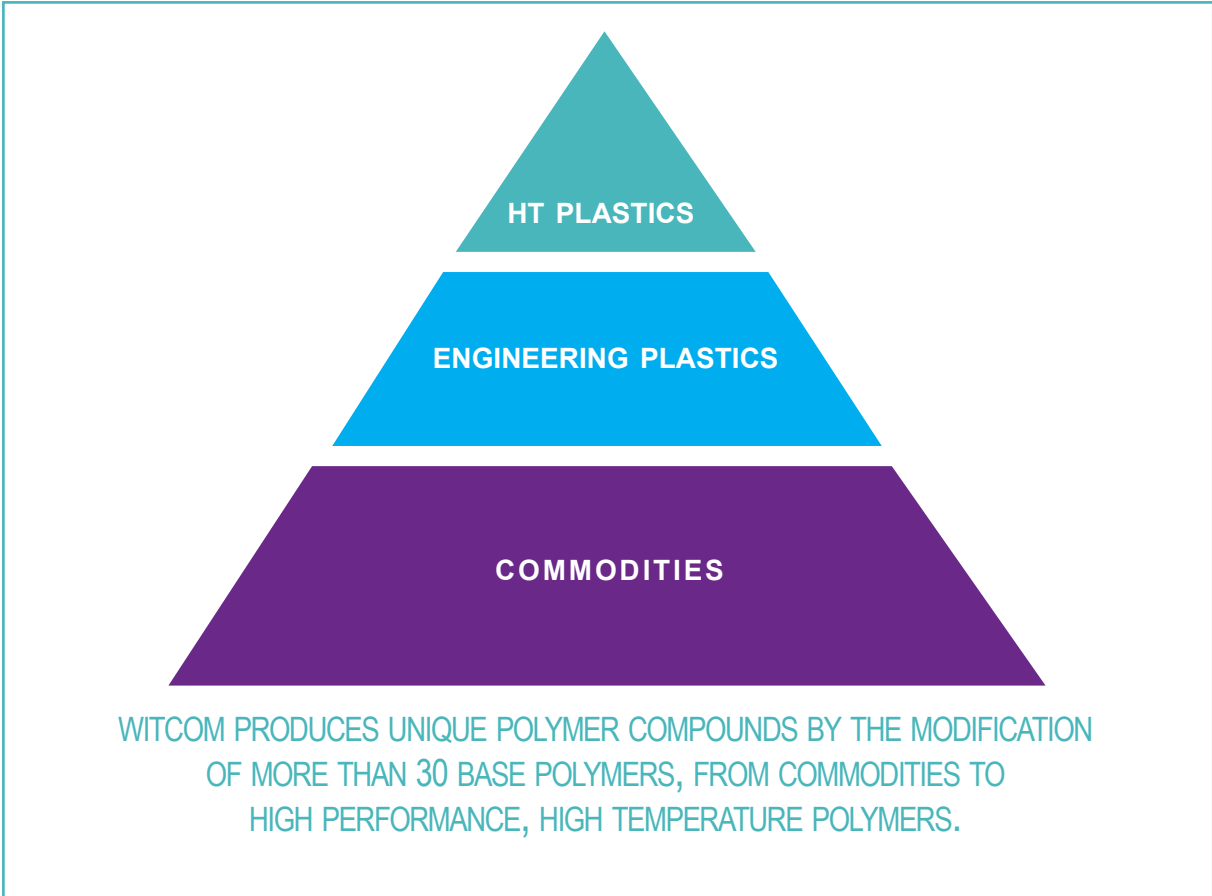 HT PLASTICS
ENGINEERING PLASTICS
COMMODITIES
WITCOM PRODUCES UNIQUE POLYMER COMPOUNDS BY THE MODIFICATION
OF MORE THAN 30 BASE POLYMERS, FROM COMMODITIES TO
HIGH PERFORMANCE, HIGH TEMPERATURE POLYMERS.